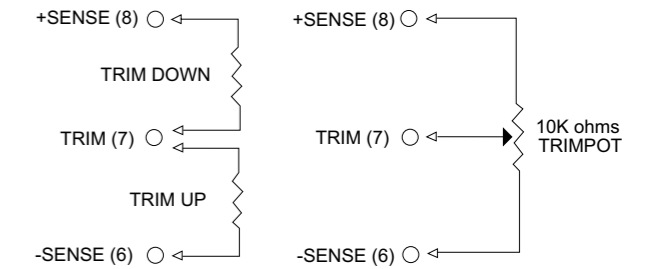 +SENSE (8)
TRIM DOWN
TRIM (7)
TRIM UP
-SENSE (6)
+SENSE (8)
TRIM (7)
10K ohms
TRIMPOT
-SENSE (6)